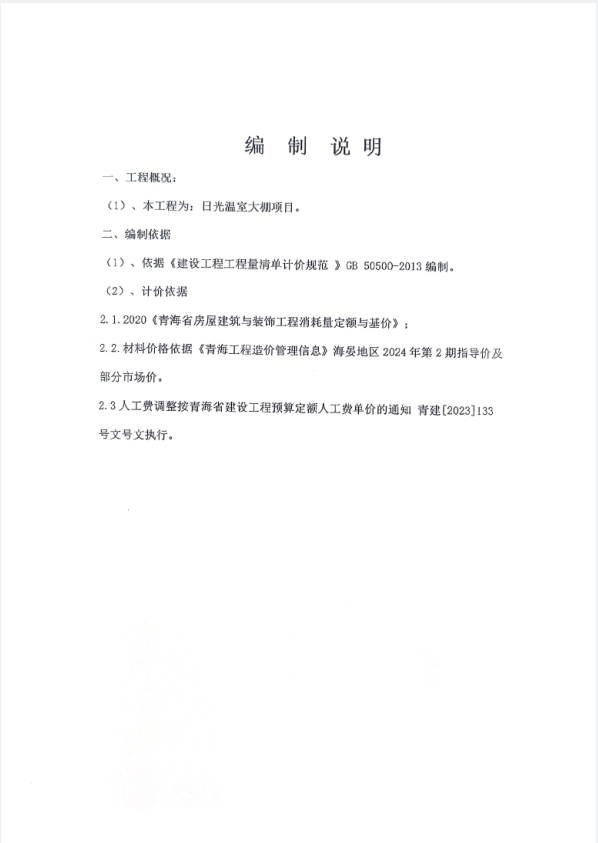 编 制 说 明
一、工程概况：
（1）、本工程为：日光温室大棚项目。
二、编制依据
（1）、依据《建设工程工程量清单计价规范 》GB 50500-2013 编制。
（2）、计价依据
2.1.2020《青海省房屋建筑与装饰工程消耗量定额与基价》；
2.2.材料价格依据《青海工程造价管理信息》海晏地区 2024 年第 2 期指导价及
部分市场价。
2.3 人工费调整按青海省建设工程预算定额人工费单价的通知 青建[2023]133
号文号文执行。